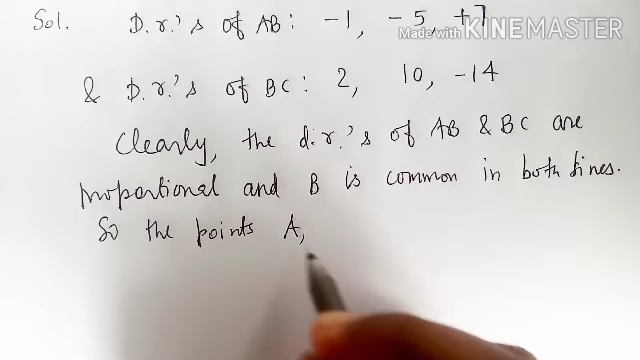 Sol. D.r.'s of AB: -1, -5, +7
Made with KINEMASTER
& D.r.'s of BC: 2, 10, -14
Clearly, the d.r.'s of AB & BC are
proportional and B is common in both lines.
So the points A,